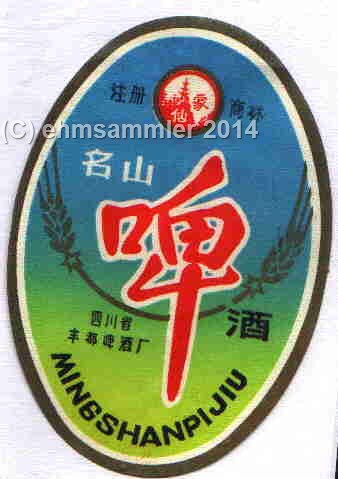 注册 商标
(C) ehmsammler 2014
名山
啤酒
四川省
丰都啤酒厂
MINGSHANPIJIU